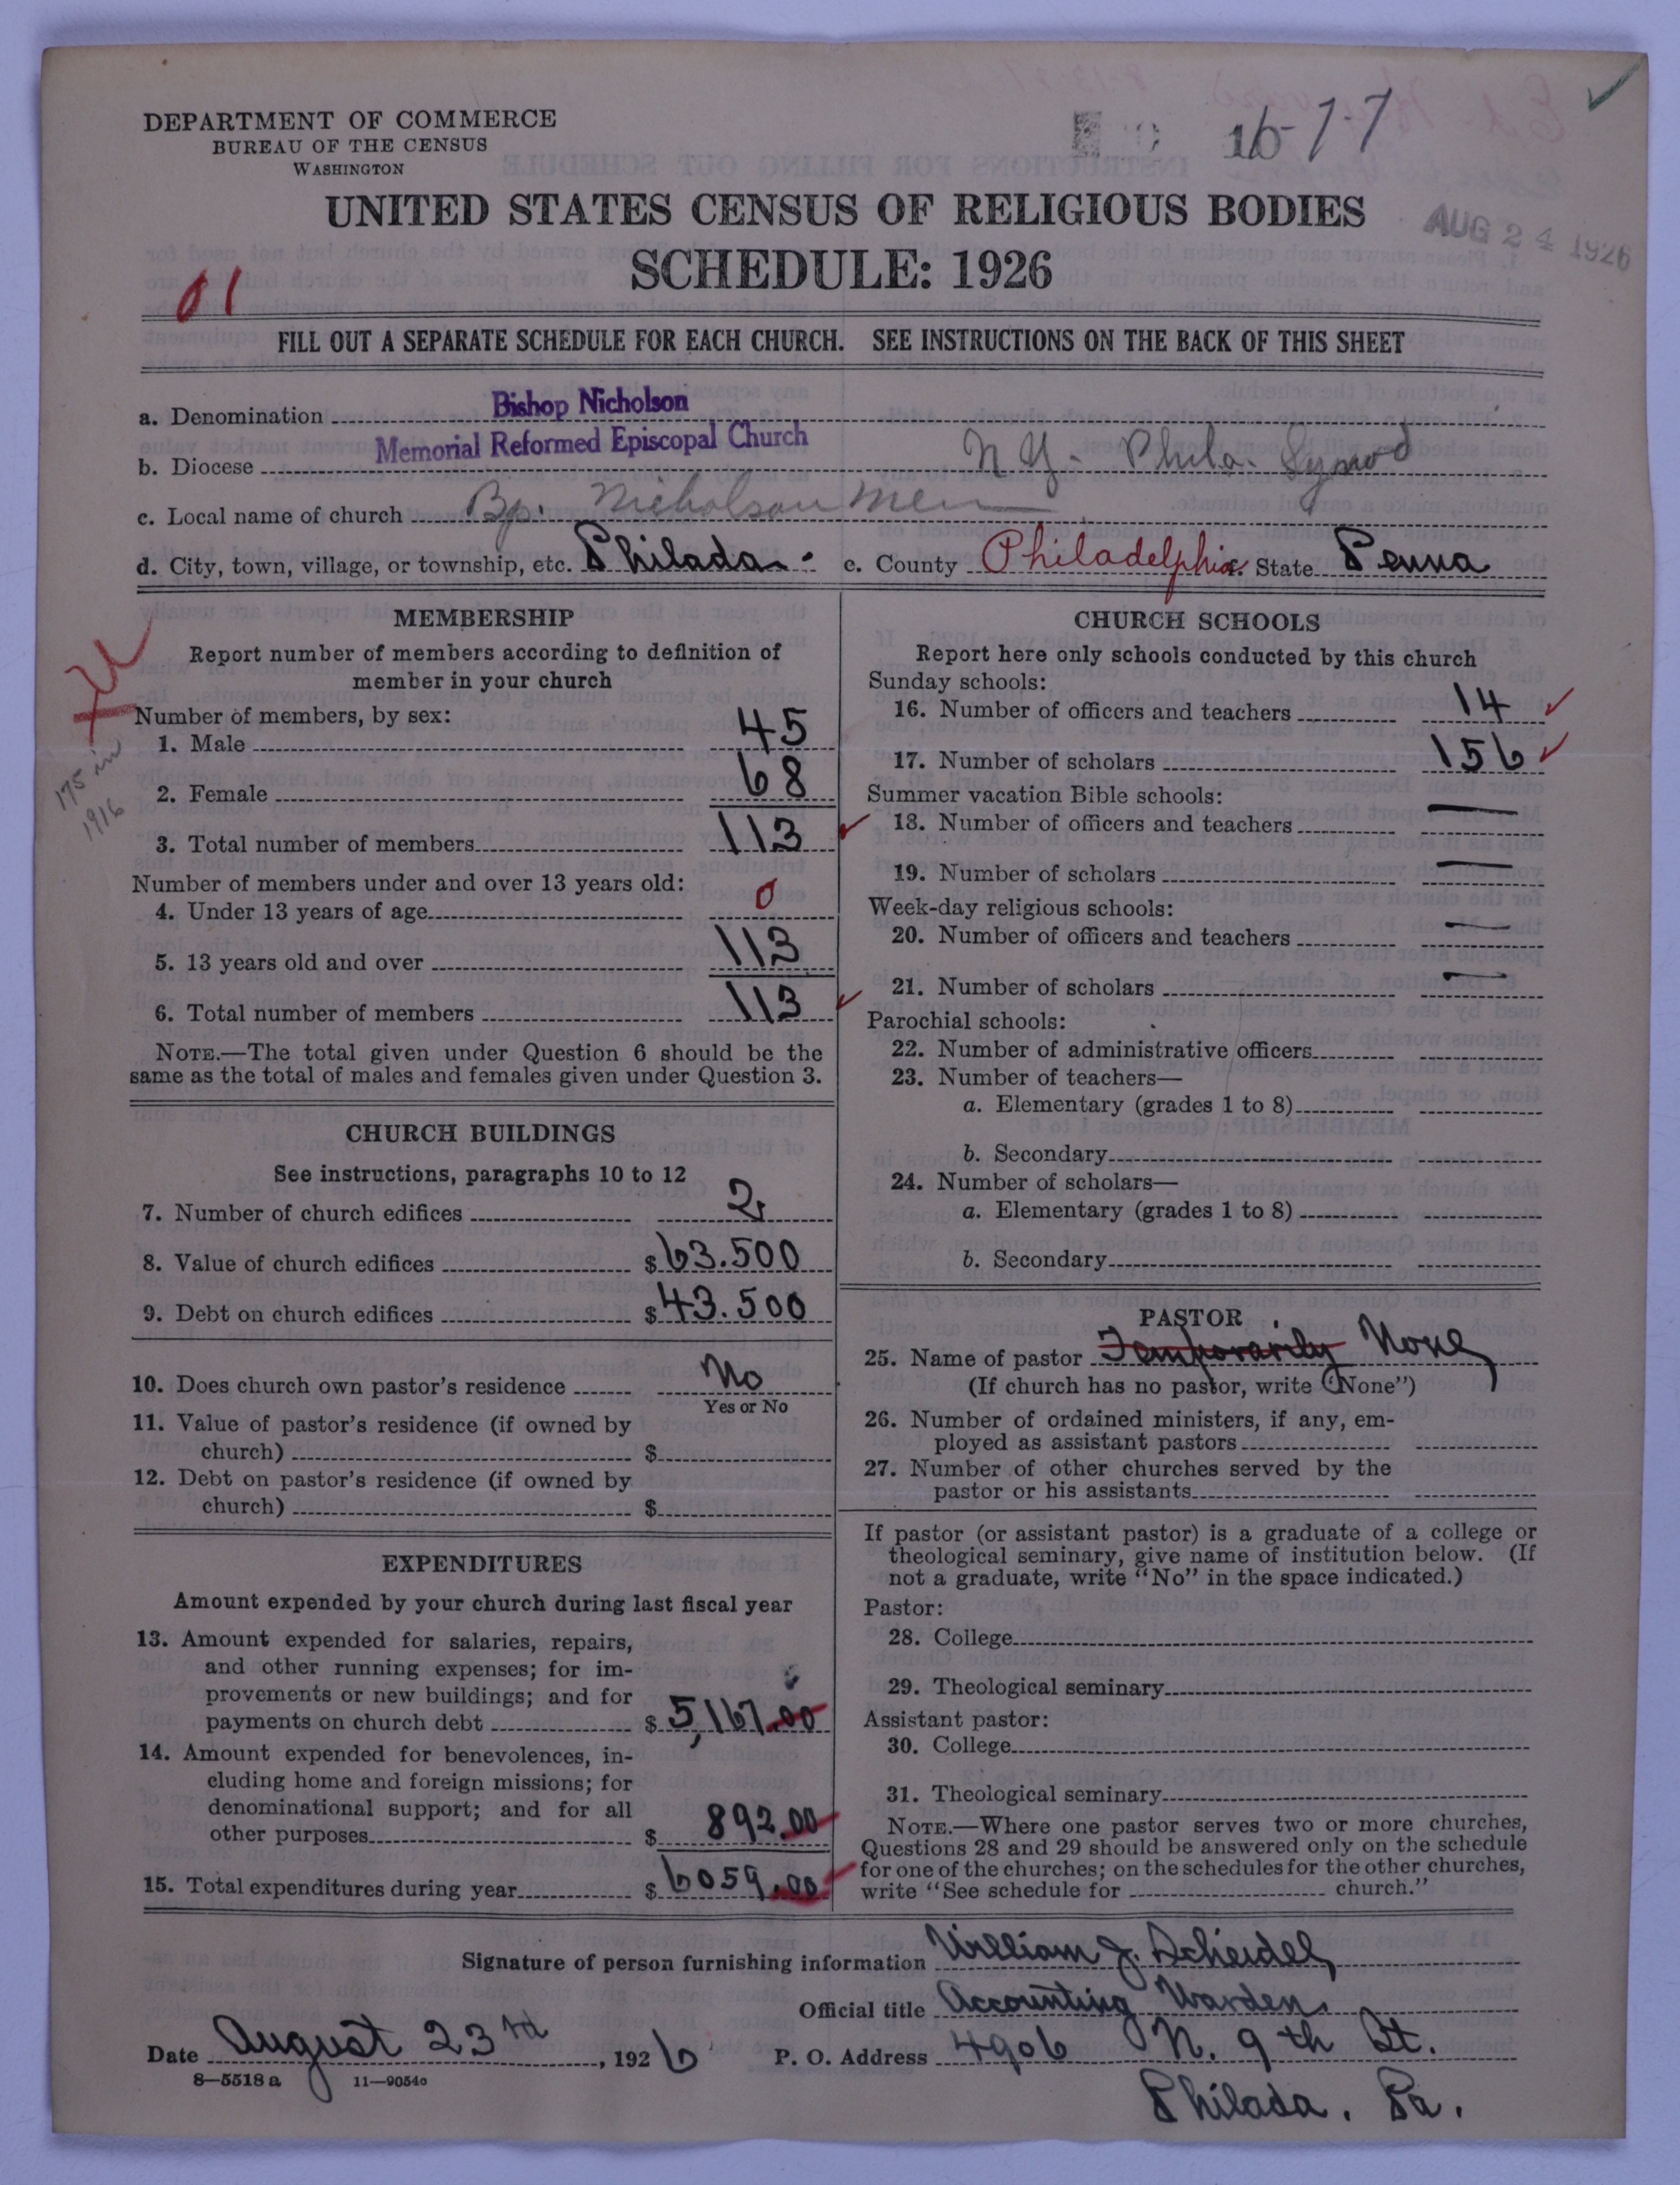 DEPARTMENT OF COMMERCE
BUREAU OF THE CENSUS
WASHINGTON
16-7-7
UNITED STATES CENSUS OF RELIGIOUS BODIES
SCHEDULE: 1926
AUG 24 1926
01
FILL OUT A SEPARATE SCHEDULE FOR EACH CHURCH. SEE INSTRUCTIONS ON THE BACK OF THIS SHEET
a. Denomination Bishop Nicholson
Memorial Reformed Episcopal Church
b. Diocese N.Y. - Phila. Synod
c. Local name of church Bp. Nicholson Mem
d. City, town, village, or township, etc. Philada. e. County Philadelphia f. State Penna
MEMBERSHIP
Report number of members according to definition of
member in your church
175 in
1916
Number of members, by sex:
1. Male 45
2. Female 68
3. Total number of members 113
Number of members under and over 13 years old:
4. Under 13 years of age 0
5. 13 years old and over 113
6. Total number of members 113
NOTE.—The total given under Question 6 should be the
same as the total of males and females given under Question 3.
CHURCH BUILDINGS
See instructions, paragraphs 10 to 12
7. Number of church edifices 2
8. Value of church edifices $ 63.500
9. Debt on church edifices $ 43.500
10. Does church own pastor's residence No
Yes or No
11. Value of pastor's residence (if owned by
church) $
12. Debt on pastor's residence (if owned by
church) $
EXPENDITURES
Amount expended by your church during last fiscal year
13. Amount expended for salaries, repairs,
and other running expenses; for im-
provements or new buildings; and for
payments on church debt $ 5,167.00
14. Amount expended for benevolences, in-
cluding home and foreign missions; for
denominational support; and for all
other purposes $ 892.00
15. Total expenditures during year $ 6059.00
CHURCH SCHOOLS
Report here only schools conducted by this church
Sunday schools:
16. Number of officers and teachers 14
17. Number of scholars 156
Summer vacation Bible schools:
18. Number of officers and teachers —
19. Number of scholars —
Week-day religious schools:
20. Number of officers and teachers —
21. Number of scholars —
Parochial schools:
22. Number of administrative officers
23. Number of teachers—
a. Elementary (grades 1 to 8)
b. Secondary
24. Number of scholars—
a. Elementary (grades 1 to 8)
b. Secondary
PASTOR
25. Name of pastor Temporarily None
(If church has no pastor, write "None")
26. Number of ordained ministers, if any, em-
ployed as assistant pastors
27. Number of other churches served by the
pastor or his assistants
If pastor (or assistant pastor) is a graduate of a college or
theological seminary, give name of institution below. (If
not a graduate, write "No" in the space indicated.)
Pastor:
28. College
29. Theological seminary
Assistant pastor:
30. College
31. Theological seminary
NOTE.—Where one pastor serves two or more churches,
Questions 28 and 29 should be answered only on the schedule
for one of the churches; on the schedules for the other churches,
write "See schedule for church."
Signature of person furnishing information William J. Scheidel
Official title Accounting Warden
Date August 23rd, 1926 P. O. Address 4906 N. 9th St.
8—5518 a 11—9054a
Philada. Pa.